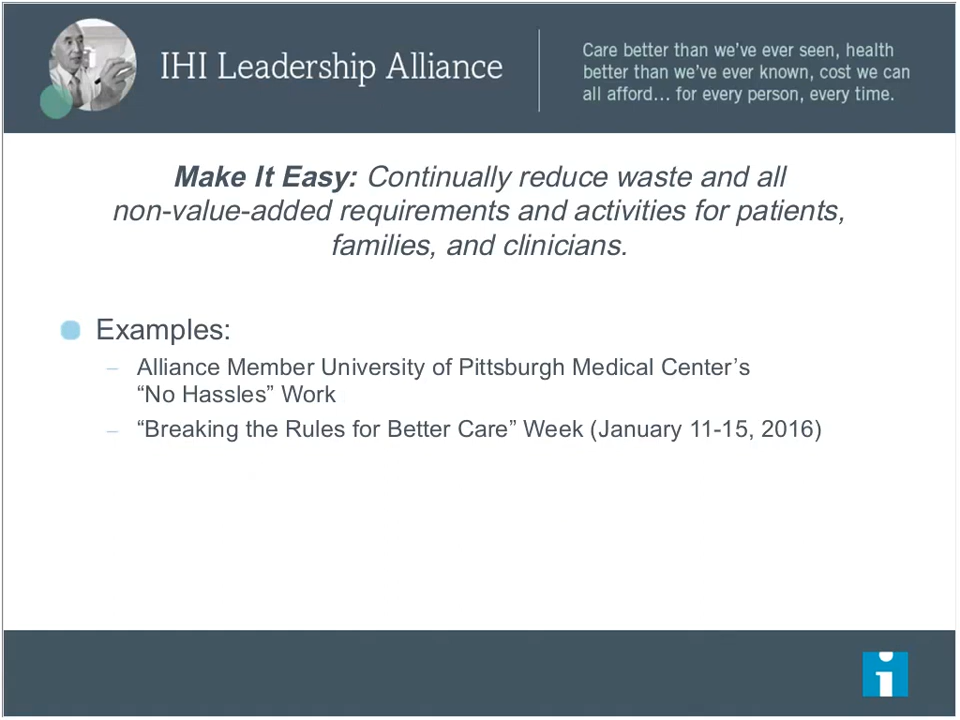 IHI Leadership Alliance
Care better than we’ve ever seen, health
better than we’ve ever known, cost we can
all afford… for every person, every time.
Make It Easy: Continually reduce waste and all
non-value-added requirements and activities for patients,
families, and clinicians.
Examples:
– Alliance Member University of Pittsburgh Medical Center’s
“No Hassles” Work
– “Breaking the Rules for Better Care” Week (January 11-15, 2016)
i